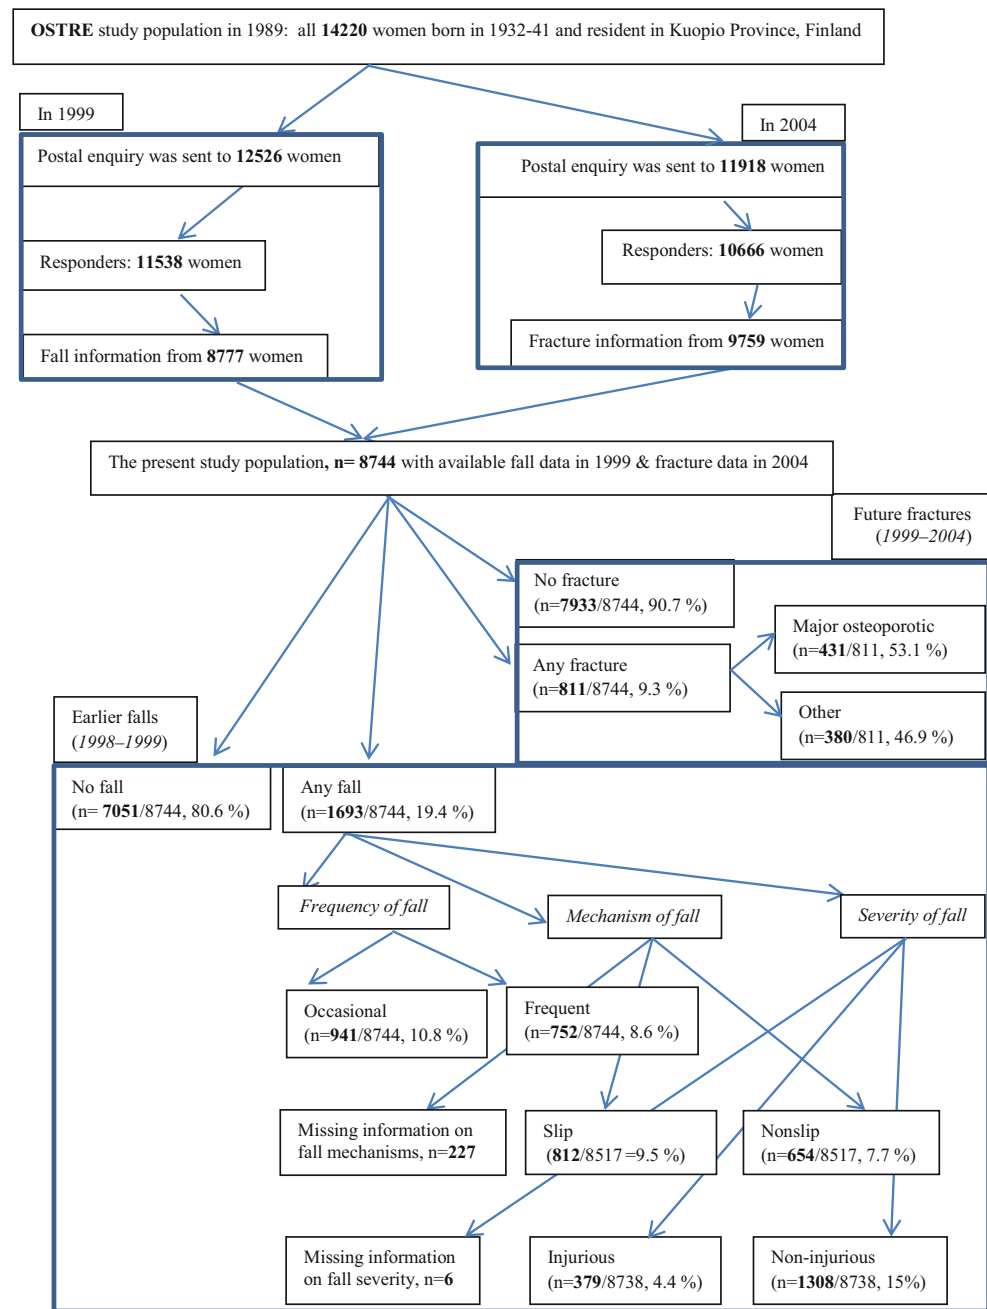 OSTRE study population in 1989: all 14220 women born in 1932-41 and resident in Kuopio Province, Finland
In 1999
Postal enquiry was sent to 12526 women
Responders: 11538 women
Fall information from 8777 women
In 2004
Postal enquiry was sent to 11918 women
Responders: 10666 women
Fracture information from 9759 women
The present study population, n= 8744 with available fall data in 1999 & fracture data in 2004
Future fractures
(1999–2004)
No fracture
(n=7933/8744, 90.7 %)
Any fracture
(n=811/8744, 9.3 %)
Major osteoporotic
(n=431/811, 53.1 %)
Other
(n=380/811, 46.9 %)
Earlier falls
(1998–1999)
No fall
(n= 7051/8744, 80.6 %)
Any fall
(n=1693/8744, 19.4 %)
Frequency of fall
Mechanism of fall
Severity of fall
Occasional
(n=941/8744, 10.8 %)
Frequent
(n=752/8744, 8.6 %)
Missing information on
fall mechanisms, n=227
Slip
(812/8517 =9.5 %)
Nonslip
(n=654/8517, 7.7 %)
Missing information
on fall severity, n=6
Injurious
(n=379/8738, 4.4 %)
Non-injurious
(n=1308/8738, 15%)